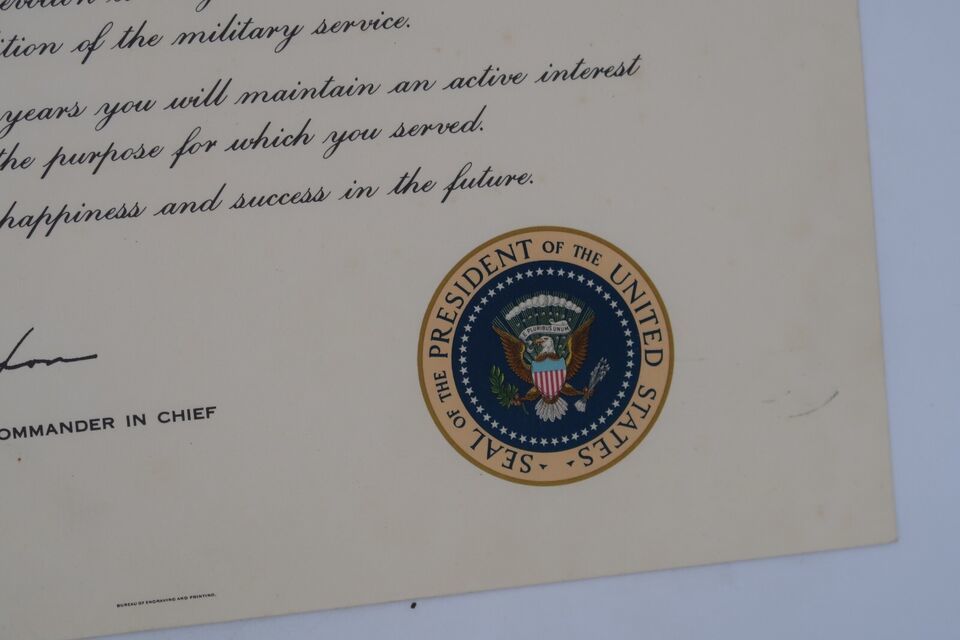 of the military service.
years you will maintain an active interest
the purpose for which you served.
happiness and success in the future.
COMMANDER IN CHIEF
SEAL OF THE PRESIDENT OF THE UNITED STATES
E PLURIBUS UNUM
BUREAU OF ENGRAVING AND PRINTING.